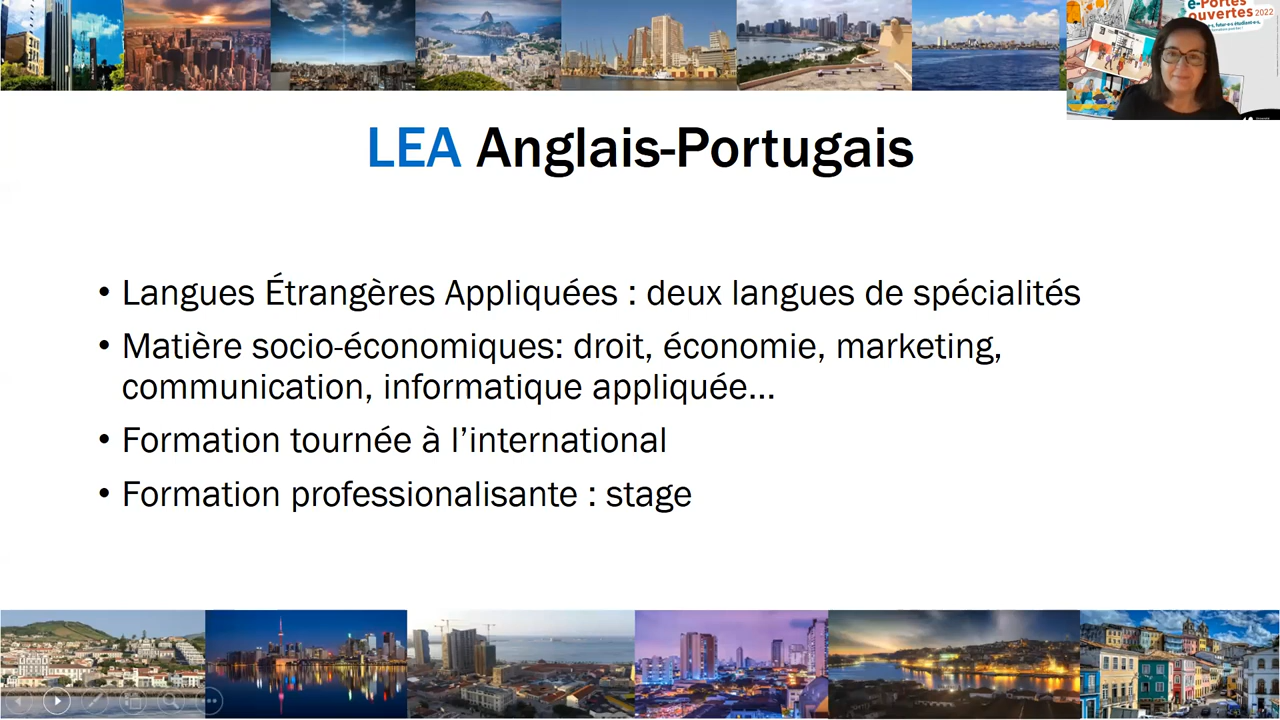 e-Portes
ouvertes 2022
LEA Anglais-Portugais
• Langues Étrangères Appliquées : deux langues de spécialités
• Matière socio-économiques: droit, économie, marketing,
communication, informatique appliquée...
• Formation tournée à l’international
• Formation professionalisante : stage